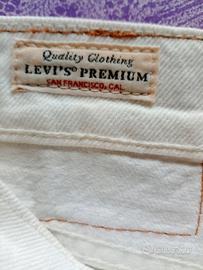 Quality Clothing
LEVI'S® PREMIUM
SAN FRANCISCO, CAL